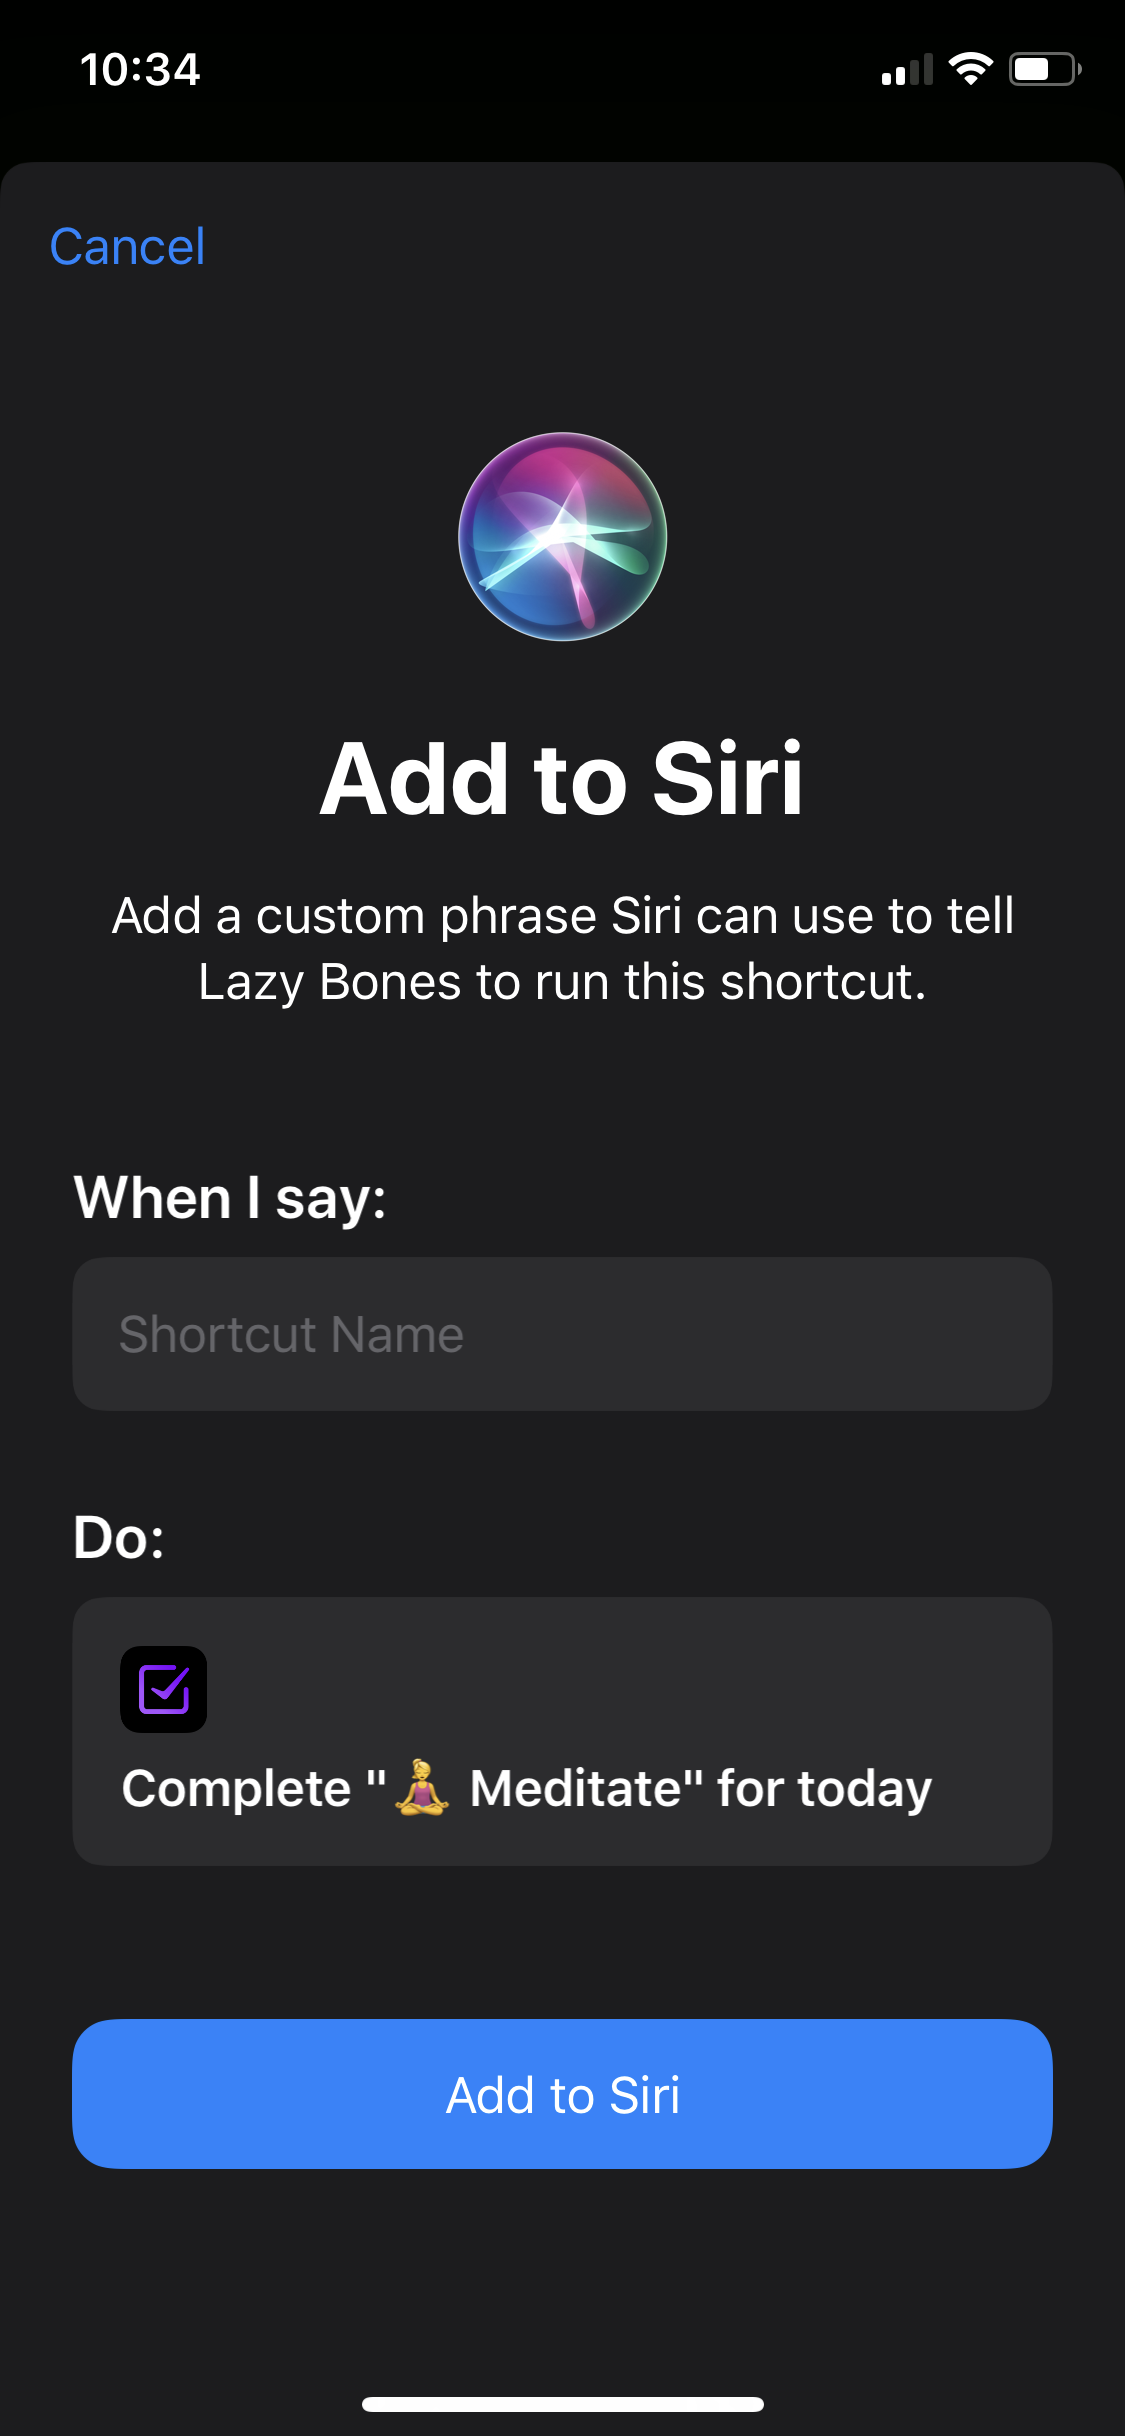 10:34
Cancel
Add to Siri
Add a custom phrase Siri can use to tell
Lazy Bones to run this shortcut.
When I say:
Shortcut Name
Do:
Complete "🧘‍♀️ Meditate" for today
Add to Siri